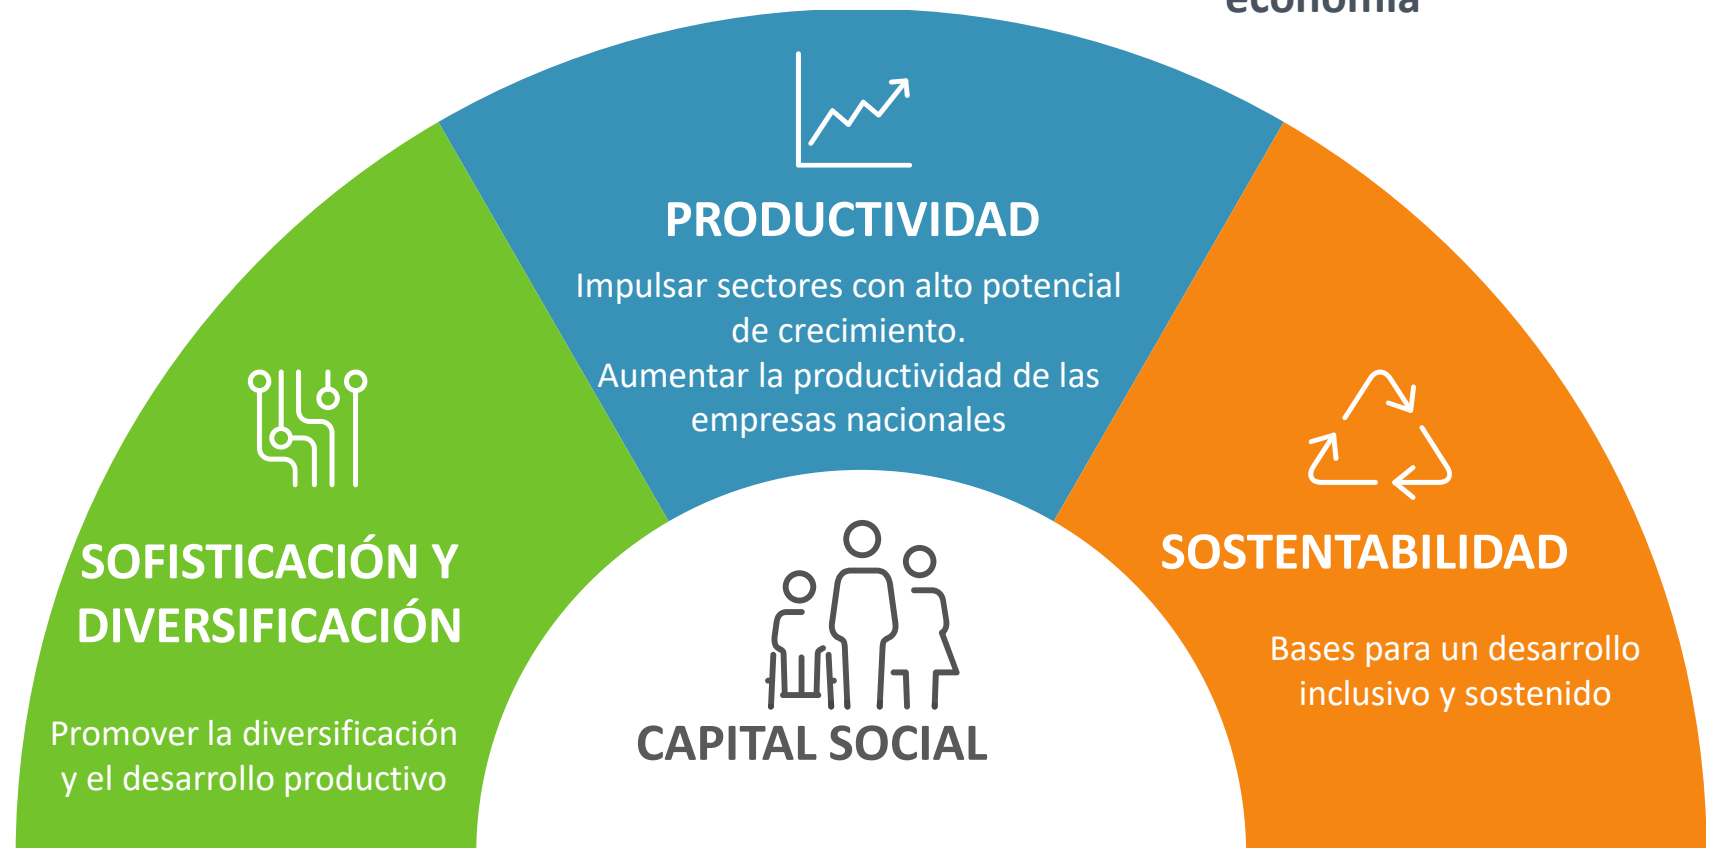 economía
PRODUCTIVIDAD
Impulsar sectores con alto potencial
de crecimiento.
Aumentar la productividad de las
empresas nacionales
SOFISTICACIÓN Y
DIVERSIFICACIÓN
Promover la diversificación
y el desarrollo productivo
SOSTENTABILIDAD
Bases para un desarrollo
inclusivo y sostenido
CAPITAL SOCIAL